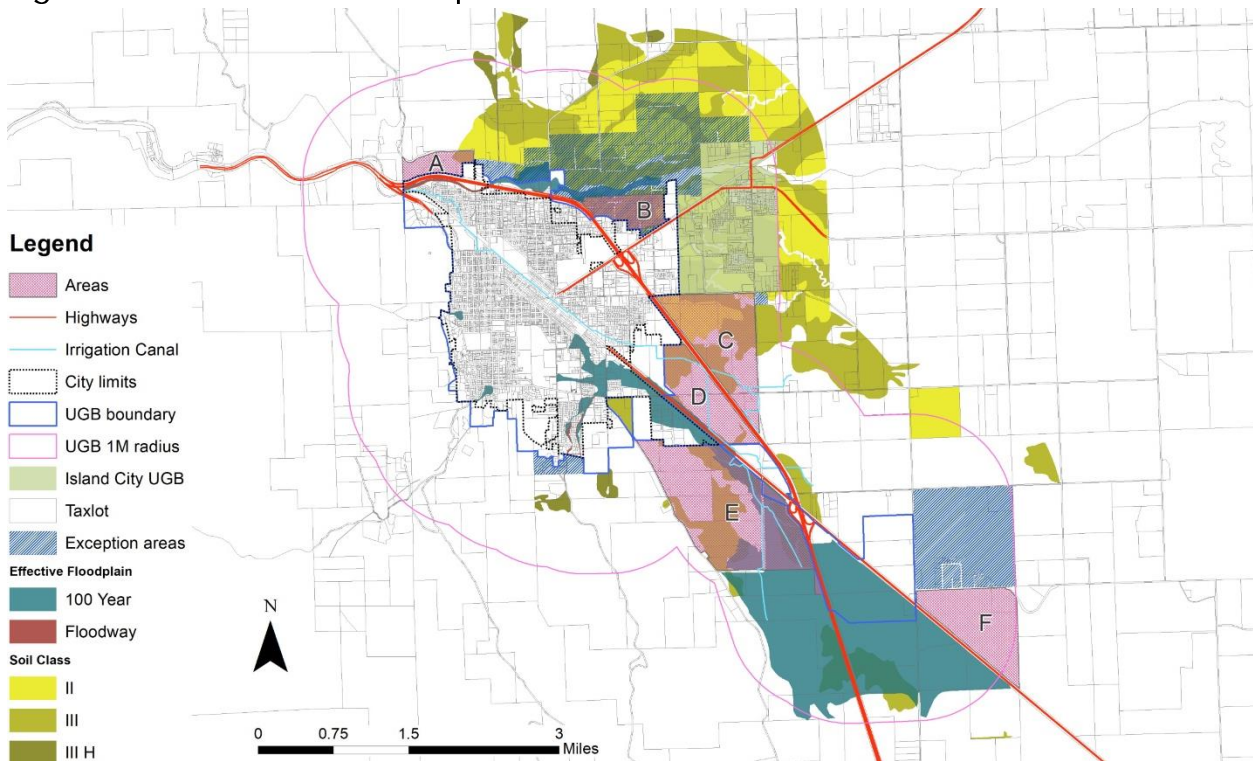 A
B
C
D
E
F
Legend
Areas
Highways
Irrigation Canal
City limits
UGB boundary
UGB 1M radius
Island City UGB
Taxlot
Exception areas
Effective Floodplain
100 Year
Floodway
Soil Class
II
III
III H
N
0 0.75 1.5 3
Miles